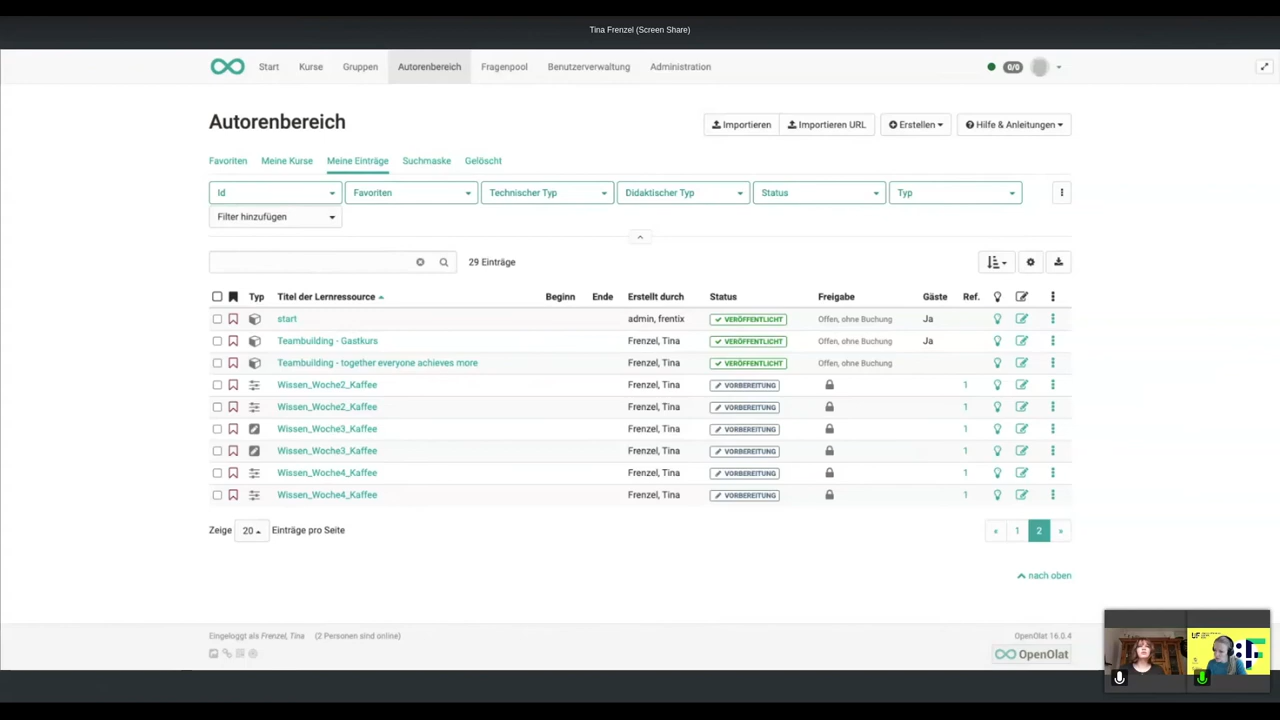 Tina Frenzel (Screen Share)
Start Kurse Gruppen Autorenbereich Fragenpool Benutzerverwaltung Administration 0/0
Autorenbereich
Importieren Importieren URL Erstellen Hilfe & Anleitungen
Favoriten Meine Kurse Meine Einträge Suchmaske Gelöscht
Id Favoriten Technischer Typ Didaktischer Typ Status Typ
Filter hinzufügen
29 Einträge
Typ Titel der Lernressource Beginn Ende Erstellt durch Status Freigabe Gäste Ref.
start admin, frentix VERÖFFENTLICHT Offen, ohne Buchung Ja
Teambuilding - Gastkurs Frenzel, Tina VERÖFFENTLICHT Offen, ohne Buchung Ja
Teambuilding - together everyone achieves more Frenzel, Tina VERÖFFENTLICHT Offen, ohne Buchung
Wissen_Woche2_Kaffee Frenzel, Tina VORBEREITUNG 1
Wissen_Woche2_Kaffee Frenzel, Tina VORBEREITUNG 1
Wissen_Woche3_Kaffee Frenzel, Tina VORBEREITUNG 1
Wissen_Woche3_Kaffee Frenzel, Tina VORBEREITUNG 1
Wissen_Woche4_Kaffee Frenzel, Tina VORBEREITUNG 1
Wissen_Woche4_Kaffee Frenzel, Tina VORBEREITUNG 1
Zeige 20 Einträge pro Seite « 1 2 »
nach oben
Eingeloggt als Frenzel, Tina (2 Personen sind online) OpenOlat 16.0.4
OpenOlat